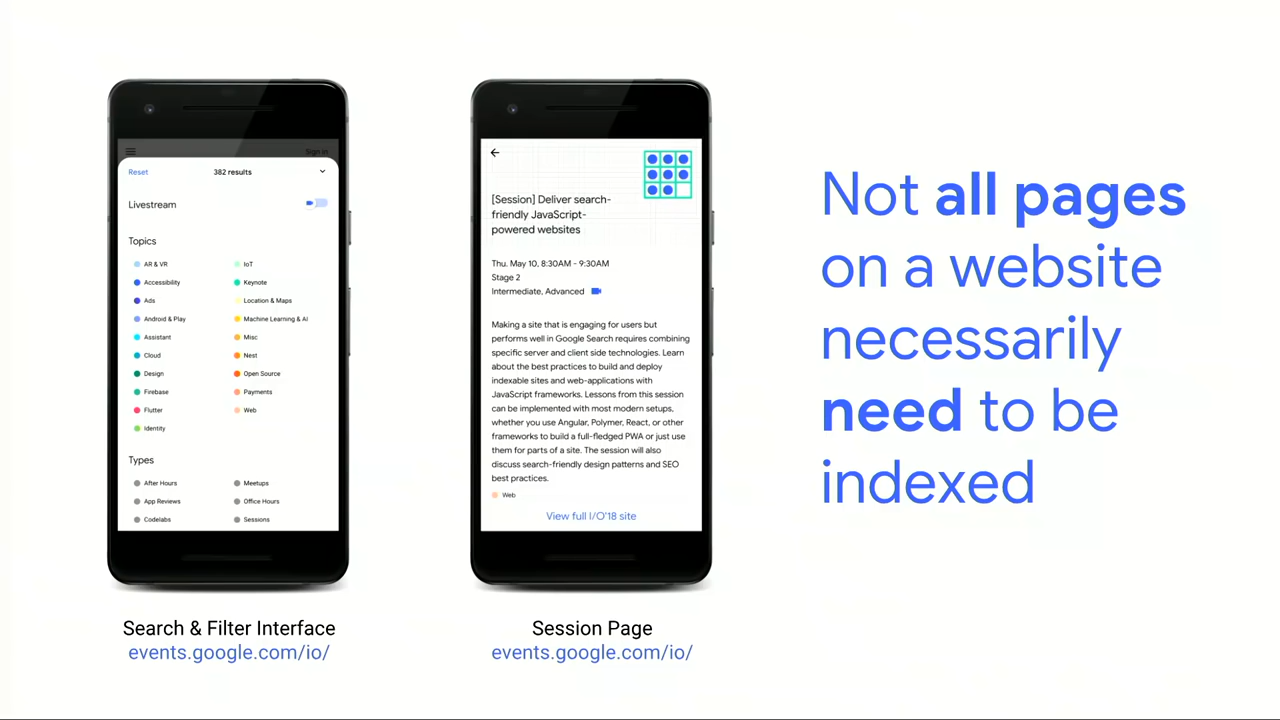 Sign in
Reset
382 results
Livestream
Topics
AR & VR
IoT
Accessibility
Keynote
Ads
Location & Maps
Android & Play
Machine Learning & AI
Assistant
Misc
Cloud
Nest
Design
Open Source
Firebase
Payments
Flutter
Web
Identity
Types
After Hours
Meetups
App Reviews
Office Hours
Codelabs
Sessions
Search & Filter Interface
events.google.com/io/
[Session] Deliver search-
friendly JavaScript-
powered websites
Thu. May 10, 8:30AM - 9:30AM
Stage 2
Intermediate, Advanced
Making a site that is engaging for users but
performs well in Google Search requires combining
specific server and client side technologies. Learn
about the best practices to build and deploy
indexable sites and web-applications with
JavaScript frameworks. Lessons from this session
can be implemented with most modern setups,
whether you use Angular, Polymer, React, or other
frameworks to build a full-fledged PWA or just use
them for parts of a site. The session will also
discuss search-friendly design patterns and SEO
best practices.
Web
View full I/O'18 site
Session Page
events.google.com/io/
Not all pages
on a website
necessarily
need to be
indexed